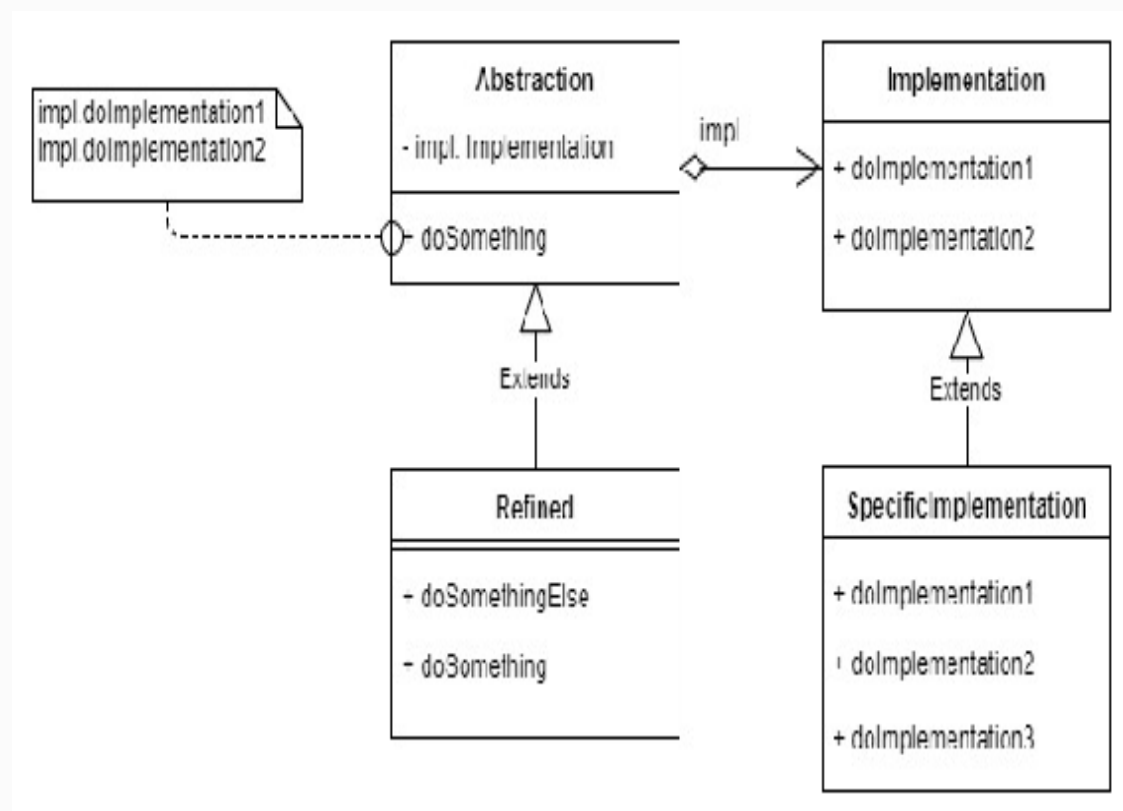 impl.doImplementation1
impl.doImplementation2
Abstraction
- impl: Implementation
+ doSomething
impl
Implementation
+ doImplementation1
+ doImplementation2
Extends
Extends
Refined
+ doSomethingElse
+ doSomething
SpecificImplementation
+ doImplementation1
+ doImplementation2
+ doImplementation3